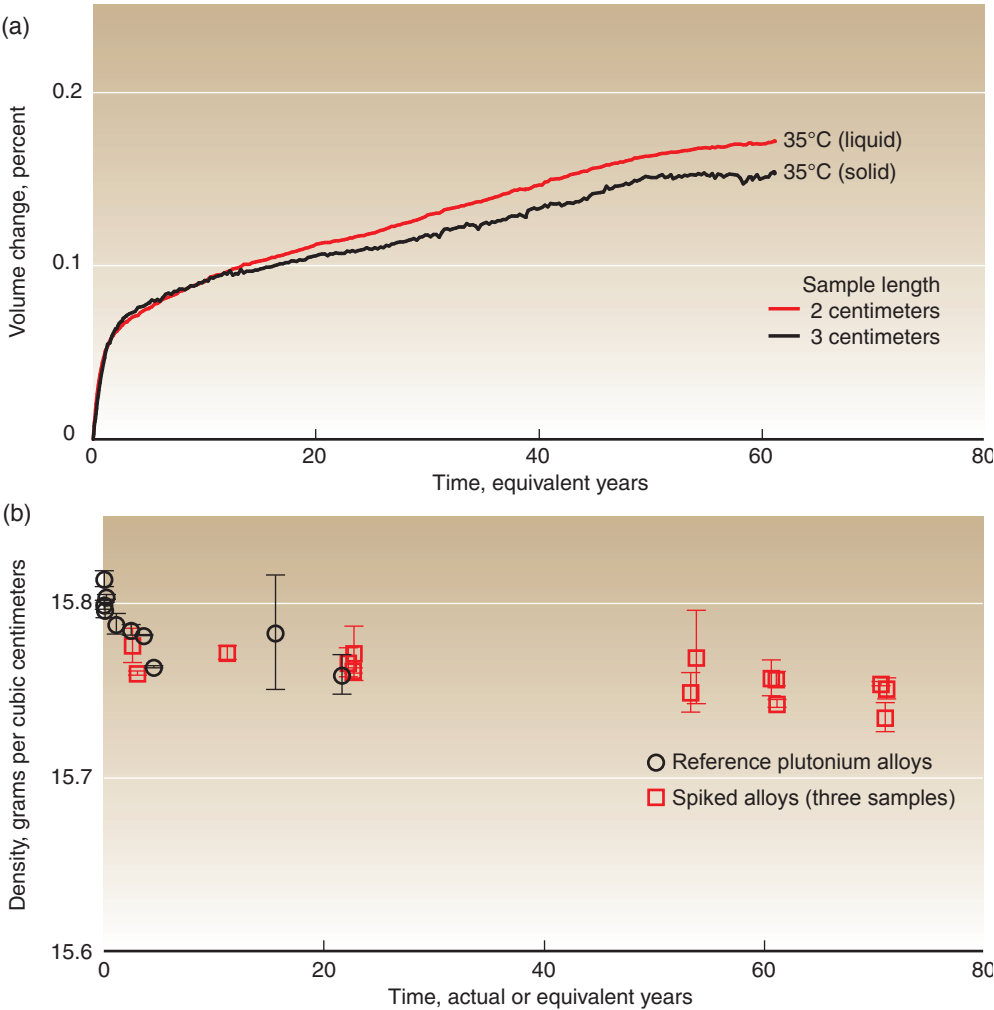 (a)
Volume change, percent
0.2
0.1
0
35°C (liquid)
35°C (solid)
Sample length
2 centimeters
3 centimeters
0 20 40 60 80
Time, equivalent years
(b)
Density, grams per cubic centimeters
15.8
15.7
15.6
Reference plutonium alloys
Spiked alloys (three samples)
0 20 40 60 80
Time, actual or equivalent years